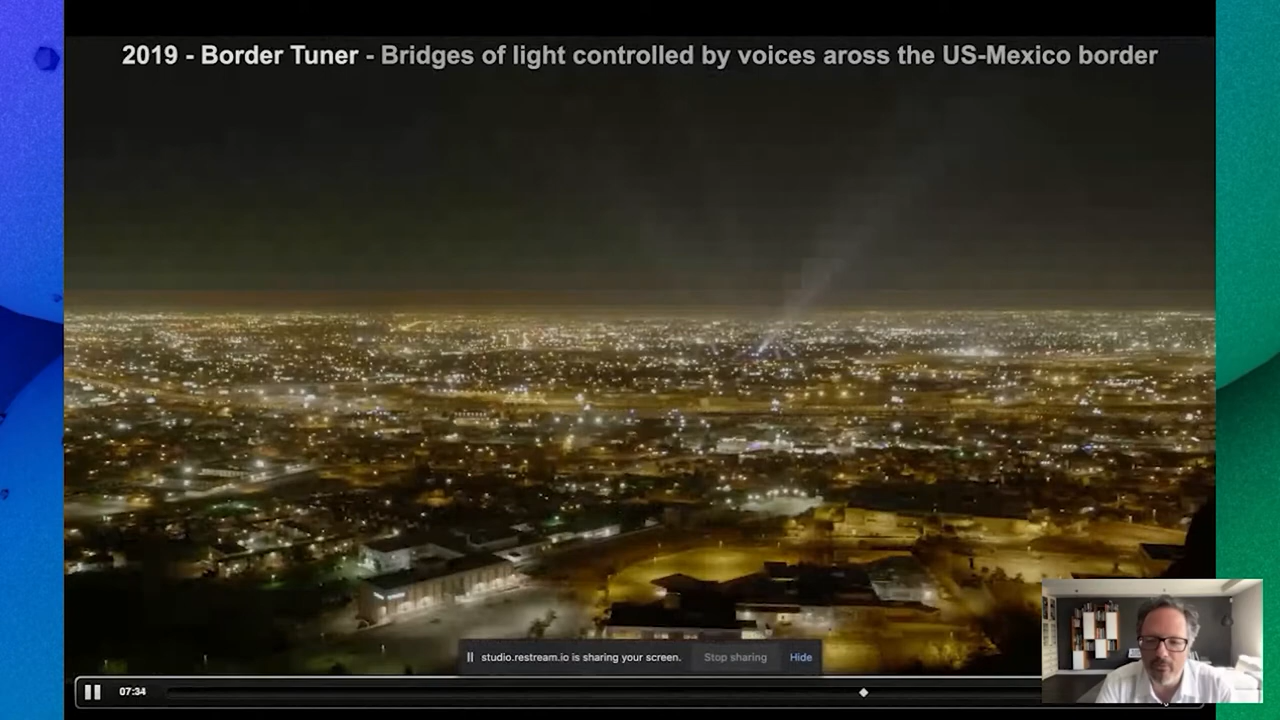 2019 - Border Tuner - Bridges of light controlled by voices aross the US-Mexico border
studio.restream.io is sharing your screen. Stop sharing Hide
07:34